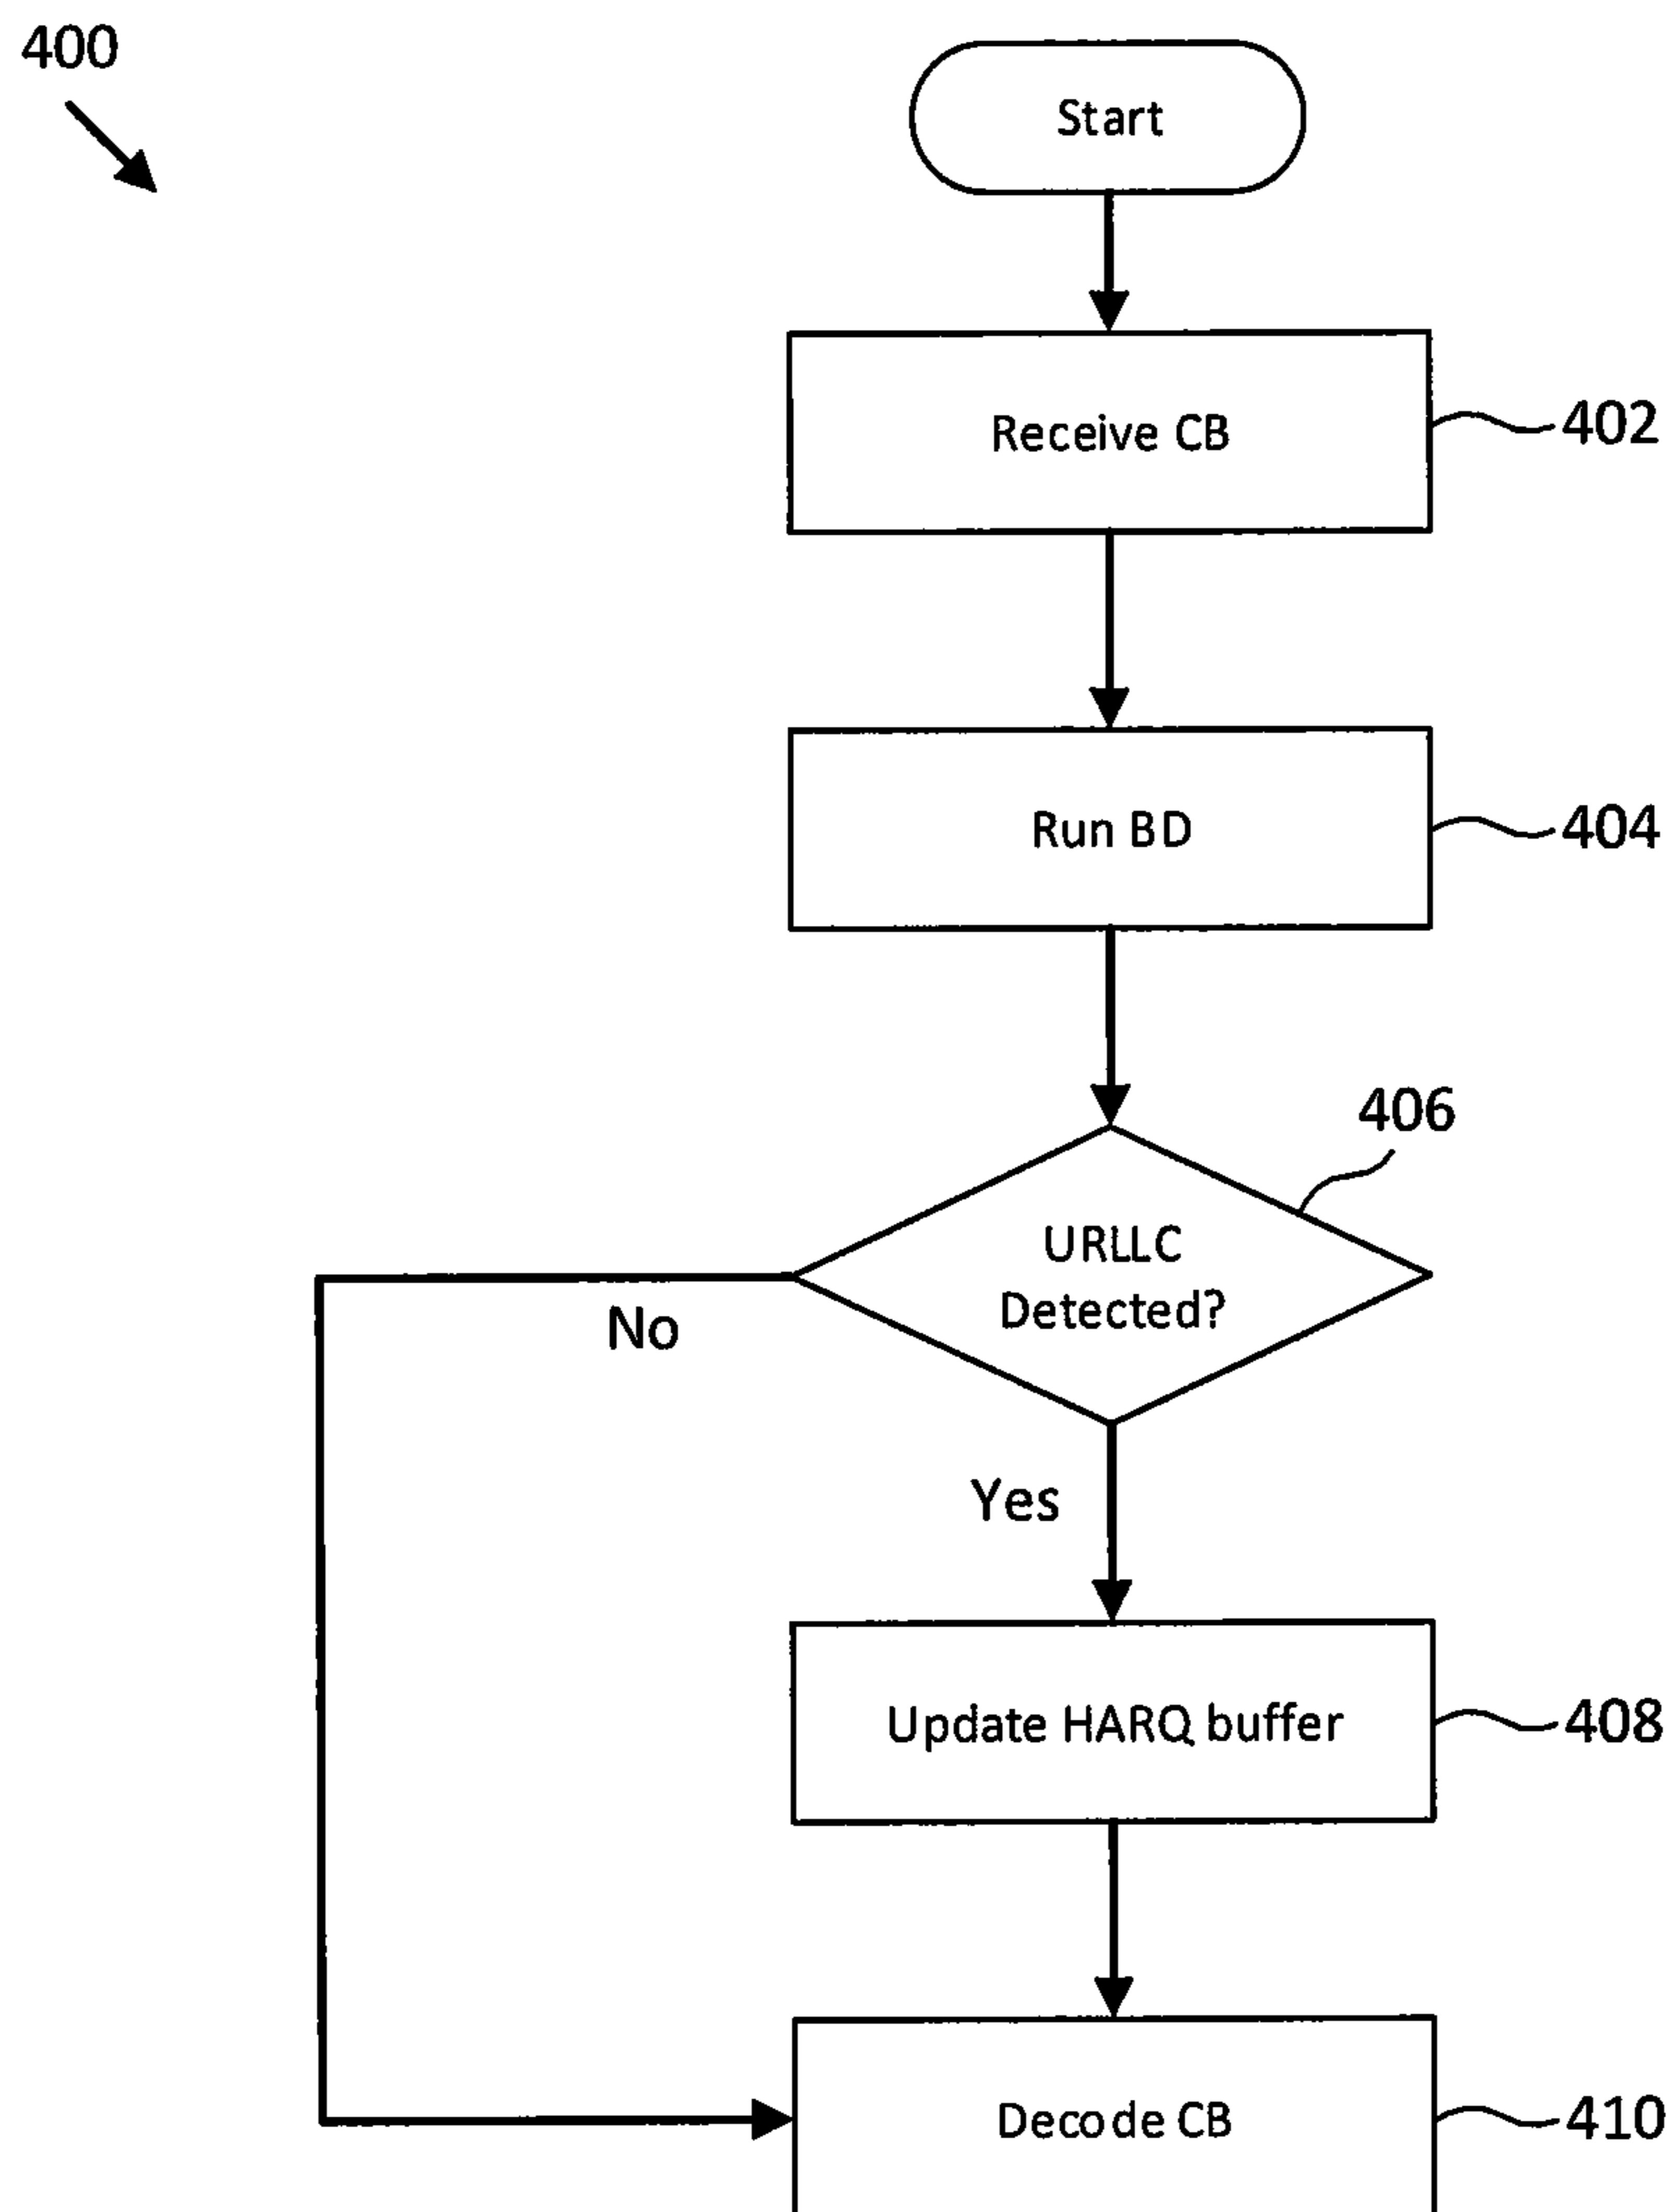 400
Start
Receive CB
402
Run BD
404
406
URLLC
Detected?
No
Yes
Update HARQ buffer
408
Decode CB
410